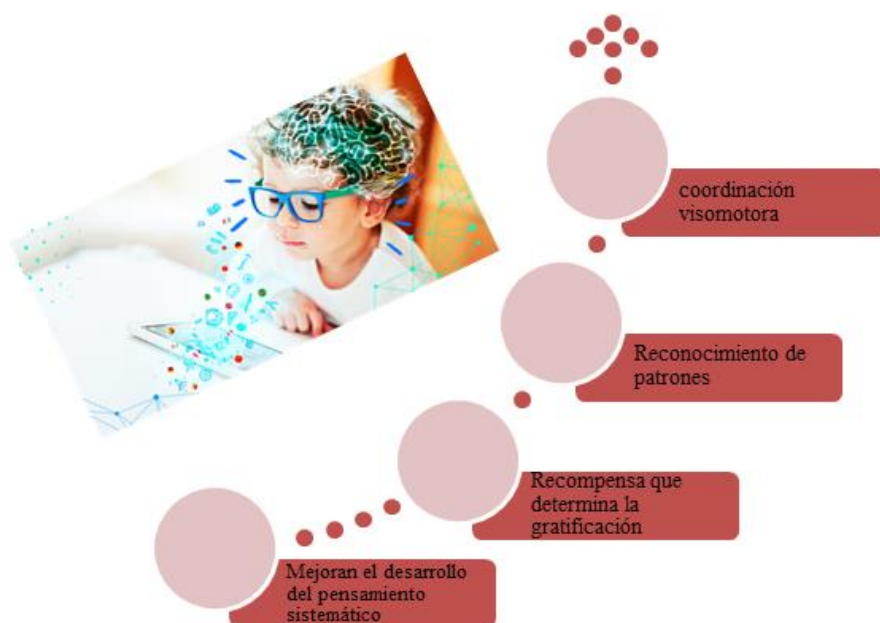 coordinación
visomotora
Reconocimiento de
patrones
Recompensa que
determina la
gratificación
Mejoran el desarrollo
del pensamiento
sistemático